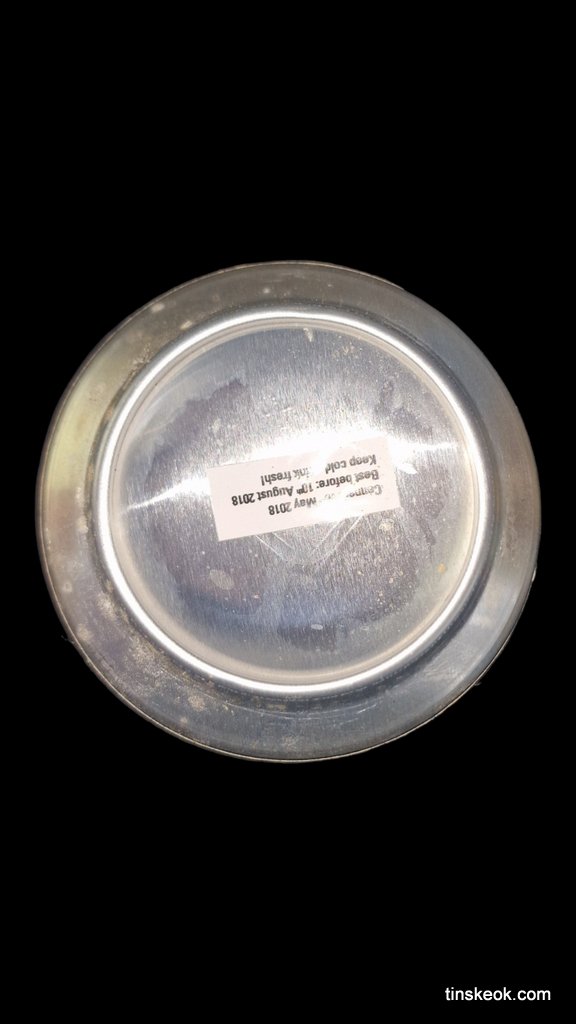 May 2018
Best before: 10th August 2018
Keep cold fresh!
tinskeok.com